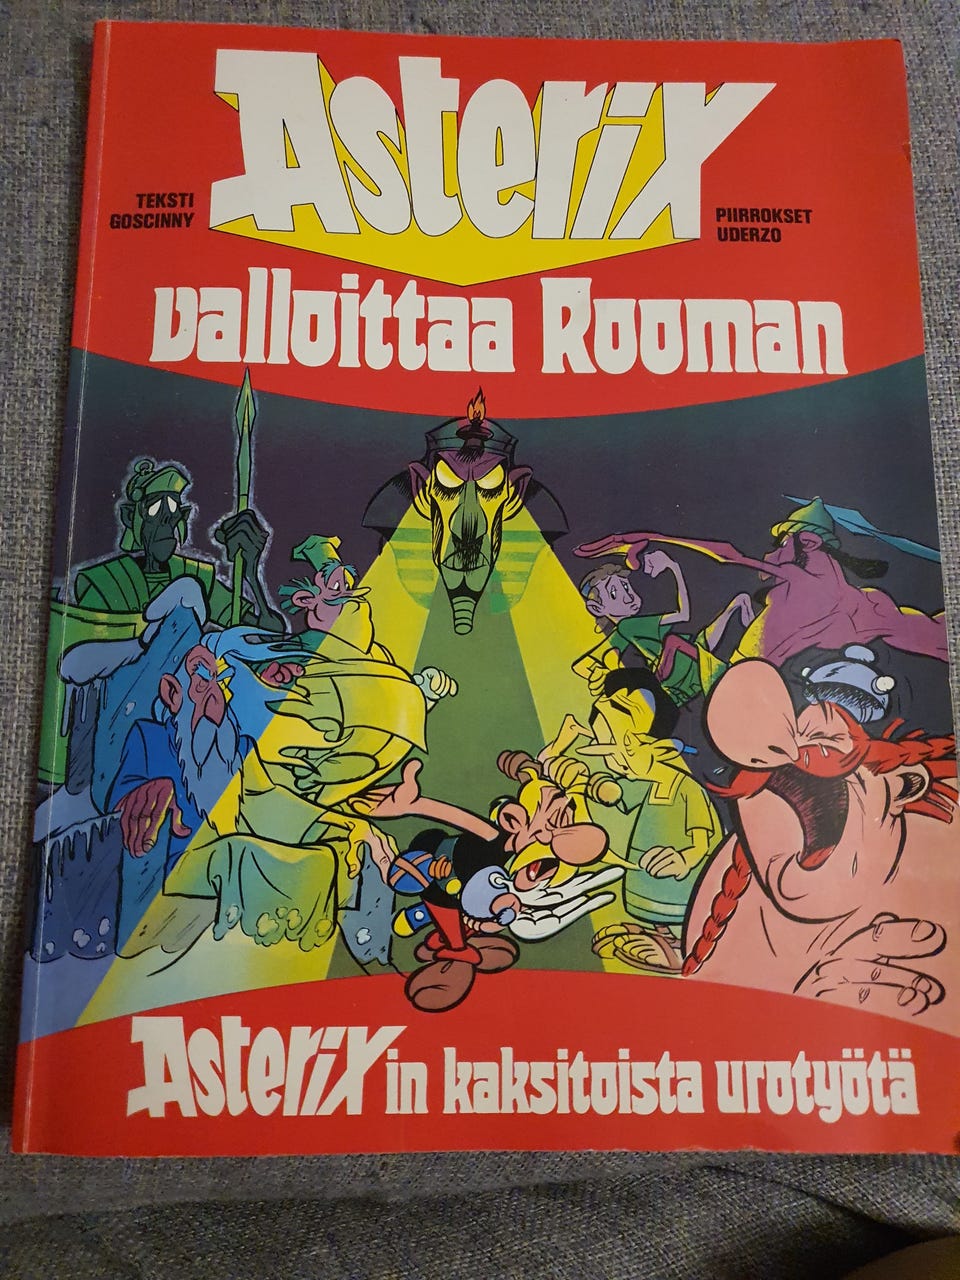 Asterix
TEKSTI
GOSCINNY
PIIRROKSET
UDERZO
valloittaa Rooman
Asterixin kaksitoista urotyötä